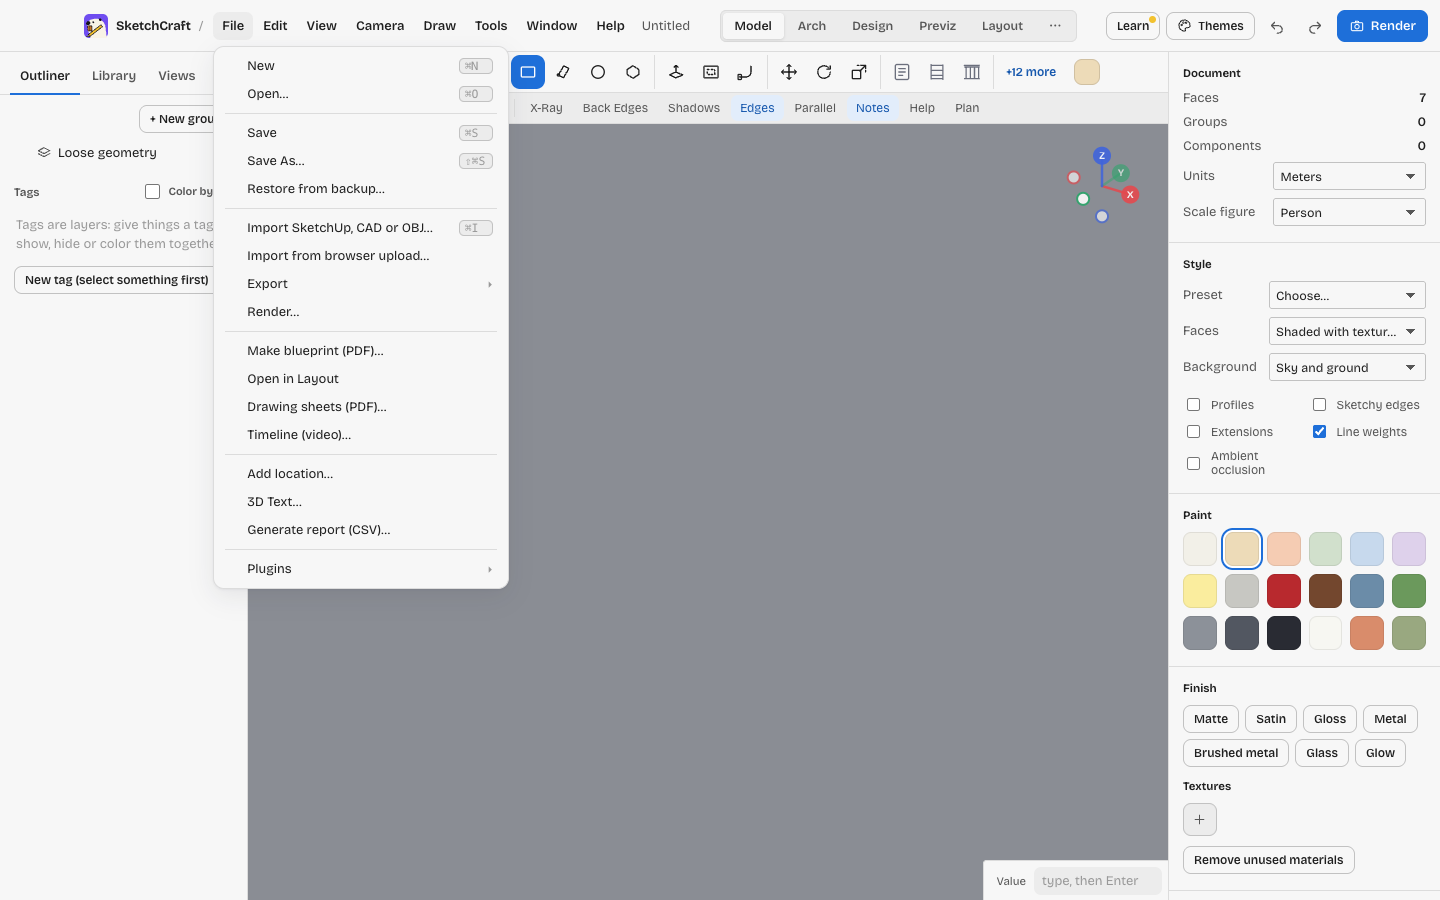 SketchCraft / File Edit View Camera Draw Tools Window Help Untitled Model Arch Design Previz Layout ... Learn Themes Render
Outliner Library Views
+12 more
X-Ray Back Edges Shadows Edges Parallel Notes Help Plan
+ New grou
Loose geometry
Tags Color by
Tags are layers: give things a tag
show, hide or color them togethe
New tag (select something first)
New ⌘N
Open... ⌘O
Save ⌘S
Save As... ⇧⌘S
Restore from backup...
Import SketchUp, CAD or OBJ... ⌘I
Import from browser upload...
Export
Render...
Make blueprint (PDF)...
Open in Layout
Drawing sheets (PDF)...
Timeline (video)...
Add location...
3D Text...
Generate report (CSV)...
Plugins
Z
Y
X
Value type, then Enter
Document
Faces 7
Groups 0
Components 0
Units Meters
Scale figure Person
Style
Preset Choose...
Faces Shaded with textur...
Background Sky and ground
Profiles Sketchy edges
Extensions Line weights
Ambient
occlusion
Paint
Finish
Matte Satin Gloss Metal
Brushed metal Glass Glow
Textures
+
Remove unused materials